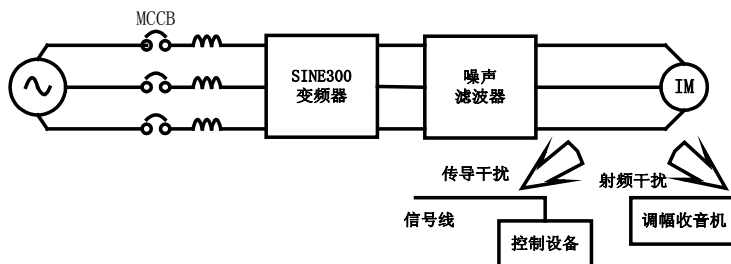 MCCB
SINE300
变频器
噪声
滤波器
IM
传导干扰
射频干扰
信号线
控制设备
调幅收音机